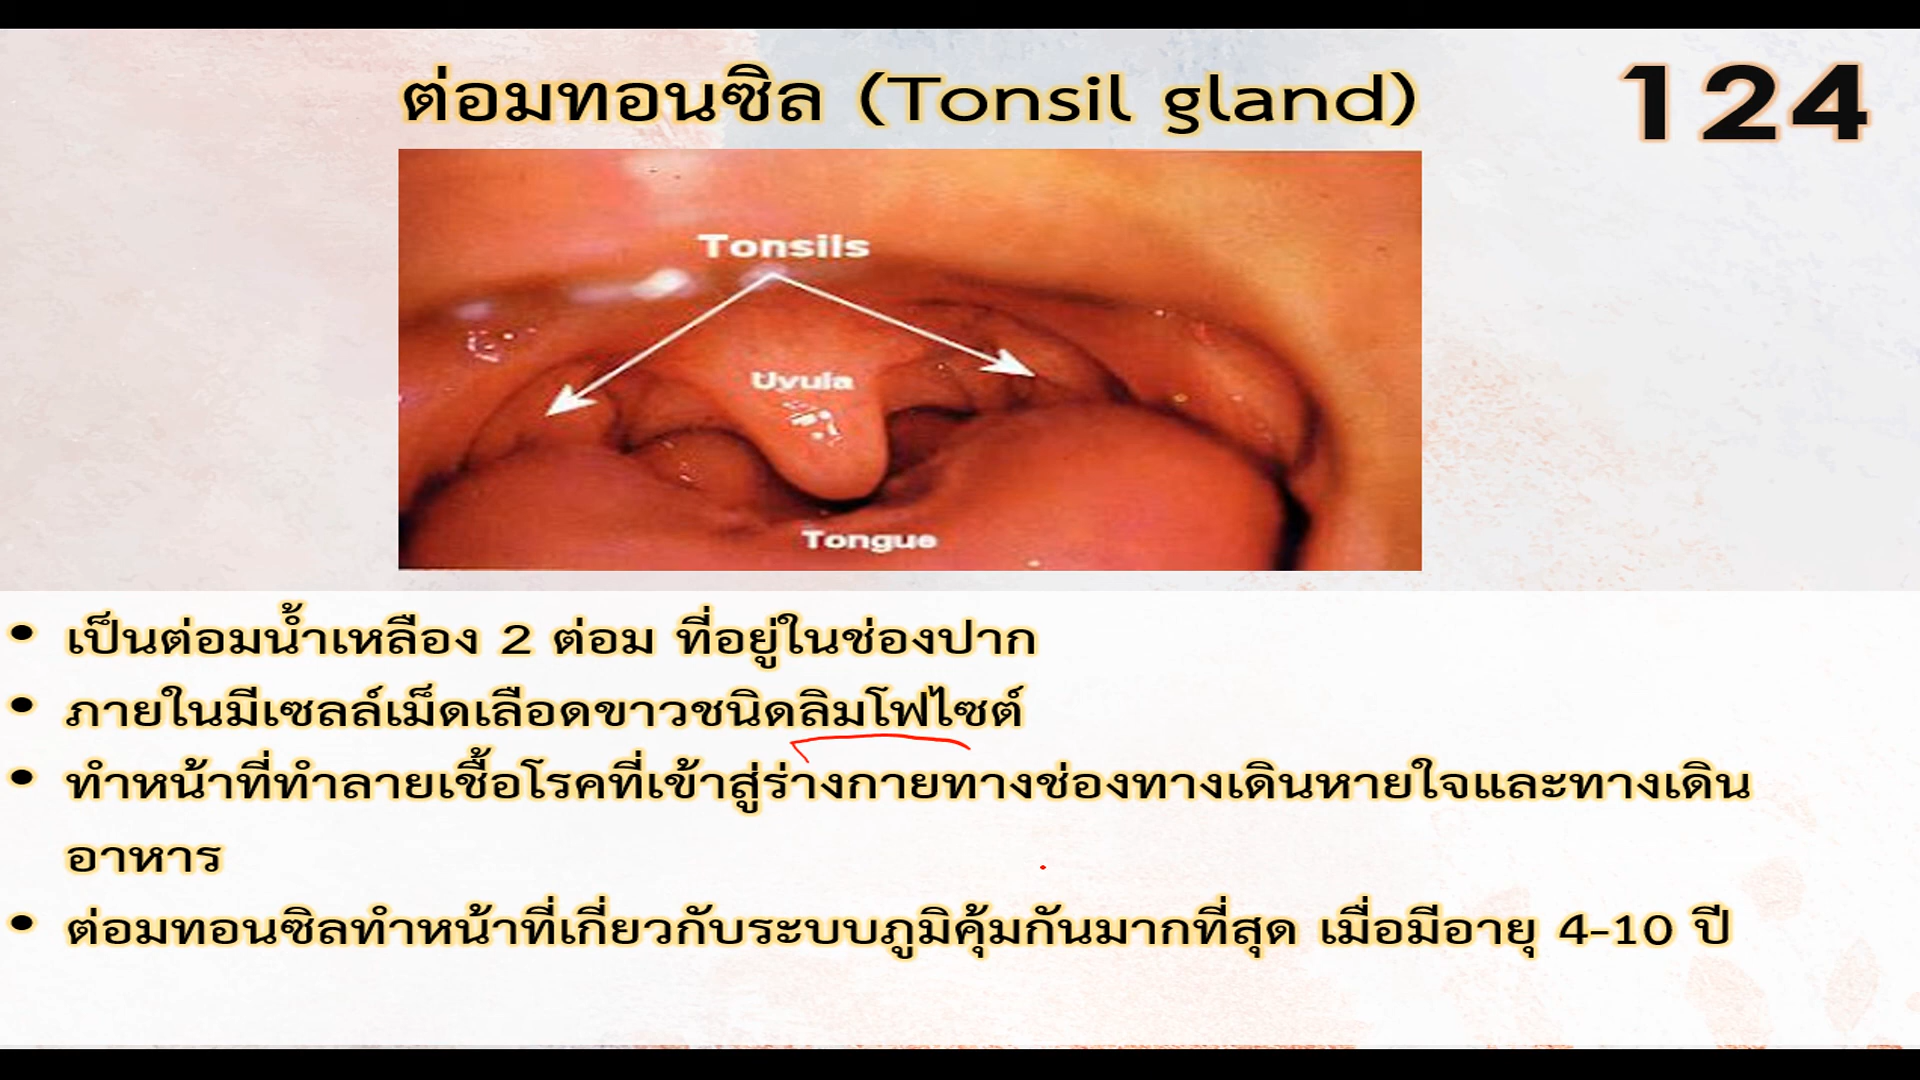 ต่อมทอนซิล (Tonsil gland)
124
Tonsils
Uvula
Tongue
• เป็นต่อมน้ำเหลือง 2 ต่อม ที่อยู่ในช่องปาก
• ภายในมีเซลล์เม็ดเลือดขาวชนิดลิมโฟไซต์
• ทำหน้าที่ทำลายเชื้อโรคที่เข้าสู่ร่างกายทางช่องทางเดินหายใจและทางเดิน
อาหาร
• ต่อมทอนซิลทำหน้าที่เกี่ยวกับระบบภูมิคุ้มกันมากที่สุด เมื่อมีอายุ 4-10 ปี